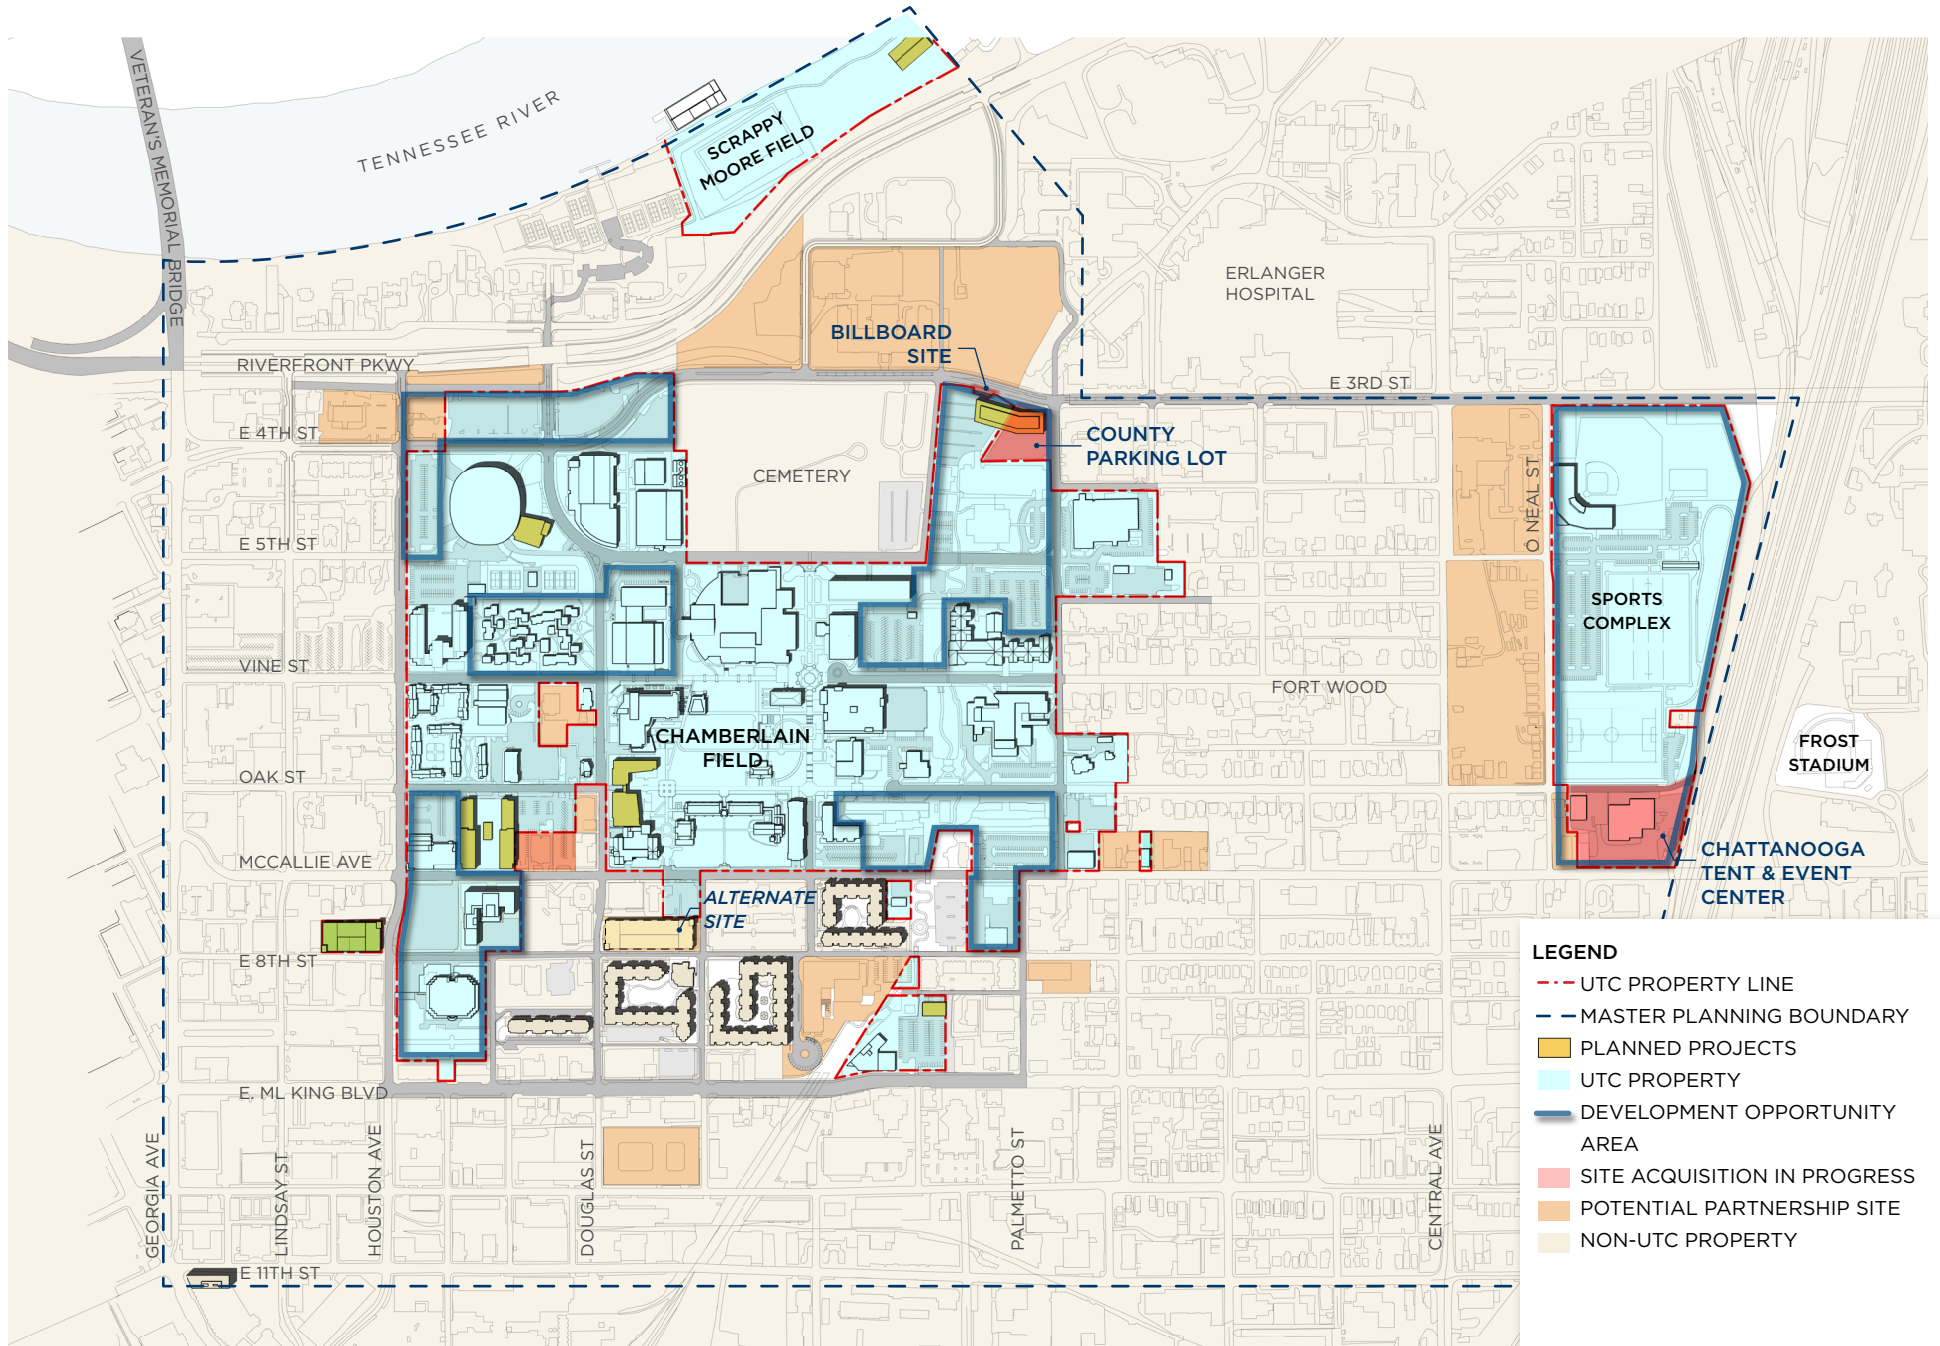 VETERAN'S MEMORIAL BRIDGE
TENNESSEE RIVER
SCRAPPY
MOORE FIELD
ERLANGER
HOSPITAL
BILLBOARD
SITE
RIVERFRONT PKWY
E 3RD ST
E 4TH ST
COUNTY
PARKING LOT
CEMETERY
O NEAL ST
E 5TH ST
SPORTS
COMPLEX
VINE ST
FORT WOOD
CHAMBERLAIN
FIELD
FROST
STADIUM
OAK ST
MCCALLIE AVE
CHATTANOOGA
TENT & EVENT
CENTER
ALTERNATE
SITE
E 8TH ST
E. ML KING BLVD
GEORGIA AVE
LINDSAY ST
HOUSTON AVE
DOUGLAS ST
PALMETTO ST
CENTRAL AVE
E 11TH ST
LEGEND
UTC PROPERTY LINE
MASTER PLANNING BOUNDARY
PLANNED PROJECTS
UTC PROPERTY
DEVELOPMENT OPPORTUNITY
AREA
SITE ACQUISITION IN PROGRESS
POTENTIAL PARTNERSHIP SITE
NON-UTC PROPERTY